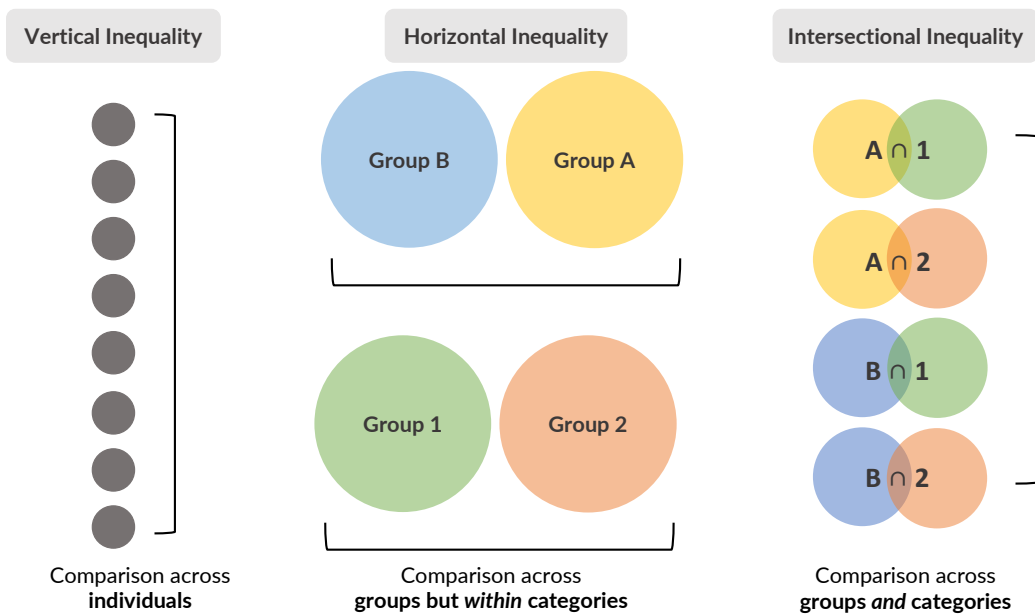 Vertical Inequality
Horizontal Inequality
Intersectional Inequality
Group B
Group A
Group 1
Group 2
A ∩ 1
A ∩ 2
B ∩ 1
B ∩ 2
Comparison across
individuals
Comparison across
groups but within categories
Comparison across
groups and categories